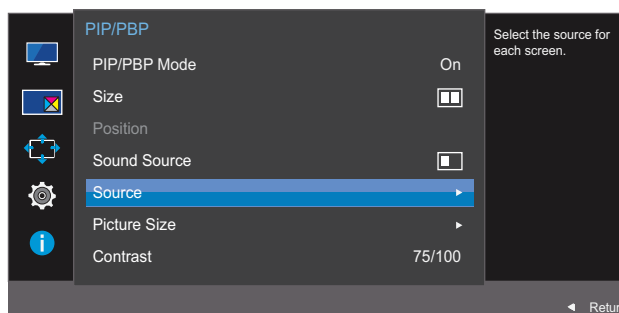 PIP/PBP
PIP/PBP Mode On
Size
Position
Sound Source
Source
Picture Size
Contrast 75/100
Select the source for
each screen.
Retur